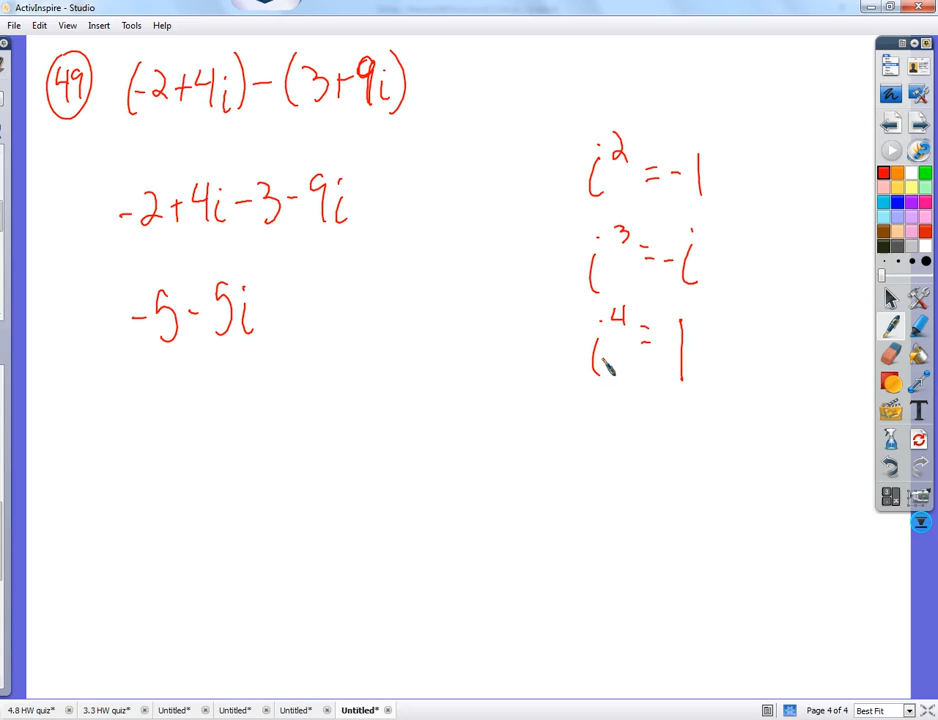 ActivInspire - Studio
File Edit View Insert Tools Help
49 (-2+4i)-(3+9i)
-2+4i-3-9i
-5-5i
i² = -1
i³ = -i
i⁴ = 1
4.8 HW quiz* 3.3 HW quiz* Untitled* Untitled* Untitled* Untitled* Page 4 of 4 Best Fit